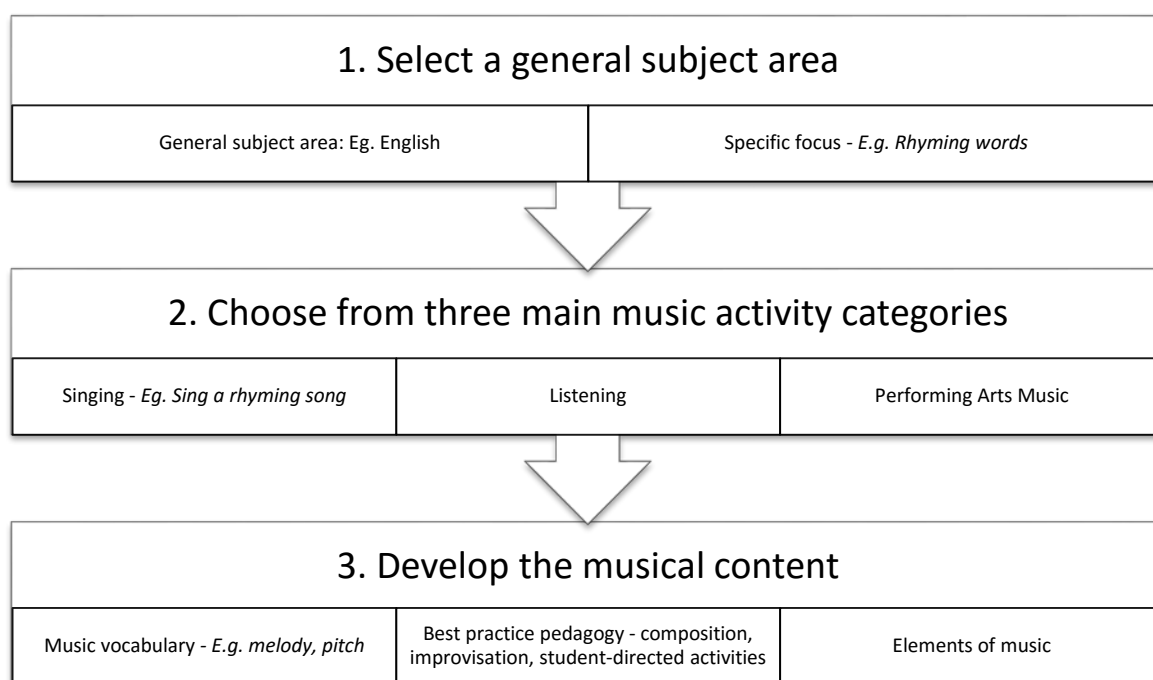 1. Select a general subject area
General subject area: Eg. English
Specific focus - E.g. Rhyming words
2. Choose from three main music activity categories
Singing - Eg. Sing a rhyming song
Listening
Performing Arts Music
3. Develop the musical content
Music vocabulary - E.g. melody, pitch
Best practice pedagogy - composition,
improvisation, student-directed activities
Elements of music